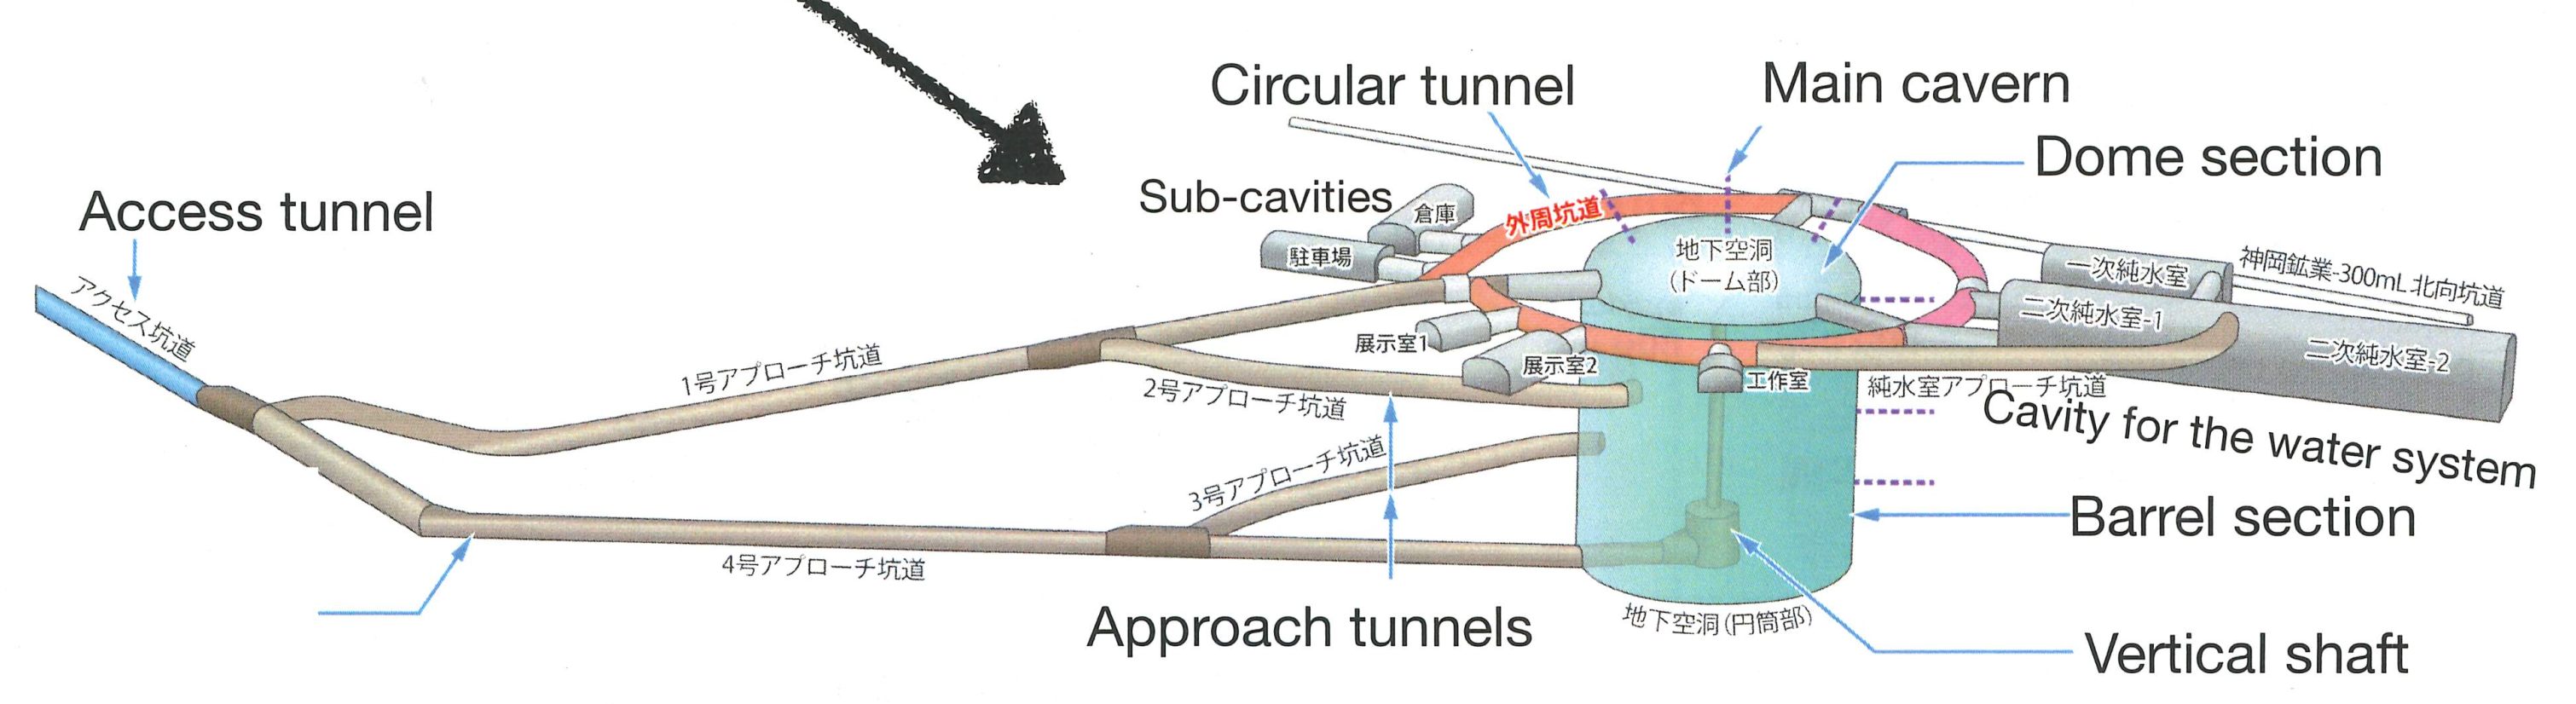 Circular tunnel
Main cavern
Dome section
Sub-cavities
Access tunnel
倉庫
外周坑道
駐車場
地下空洞
(ドーム部)
一次純水室
神岡鉱業-300mL北向坑道
アクセス坑道
二次純水室-1
二次純水室-2
展示室1
展示室2
工作室
1号アプローチ坑道
2号アプローチ坑道
純水室アプローチ坑道
Cavity for the water system
3号アプローチ坑道
Barrel section
4号アプローチ坑道
Approach tunnels
地下空洞(円筒部)
Vertical shaft